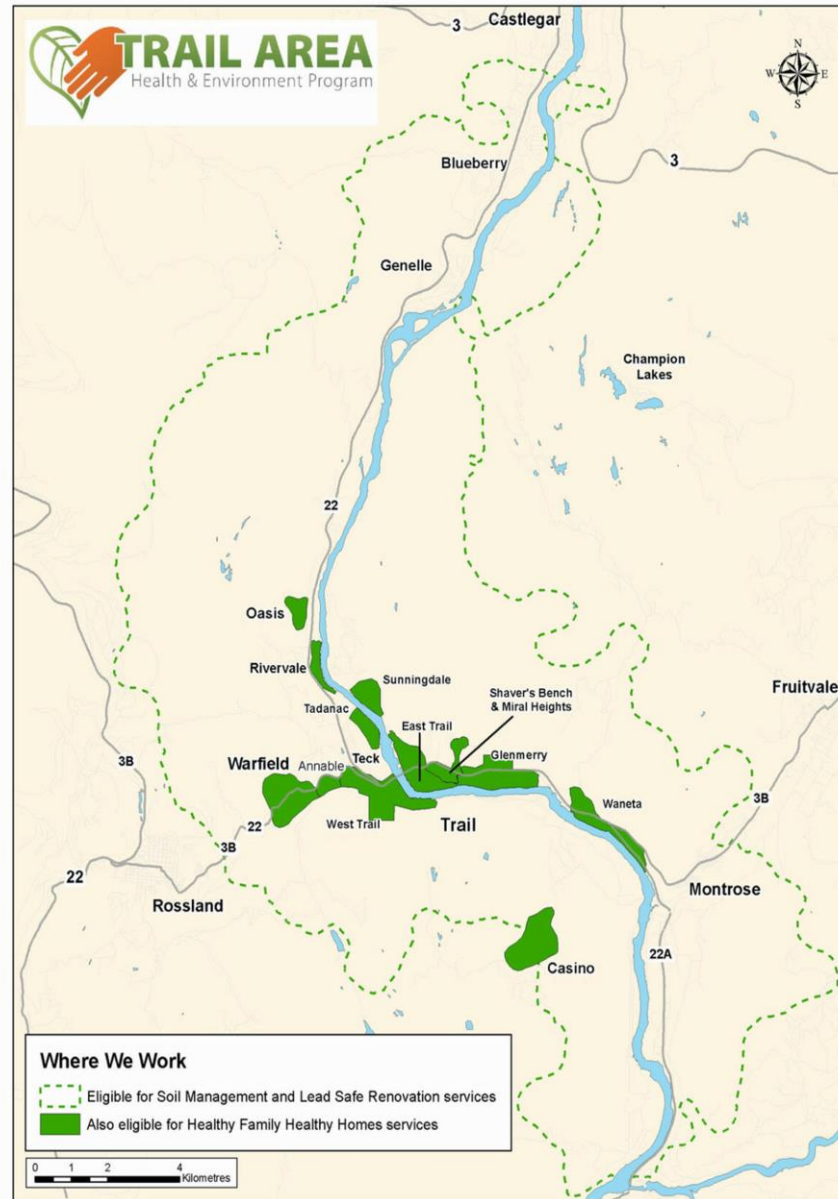 TRAIL AREA
Health & Environment Program
Castlegar
3
N
W E
S
Blueberry
3
Genelle
Champion
Lakes
22
Oasis
Rivervale
Sunningdale
Shaver's Bench
& Miral Heights
Fruitvale
Tadanac
East Trail
Teck
Glenmerry
3B
Warfield
Annable
Waneta
3B
22
West Trail
Trail
3B
22
Rossland
Montrose
22A
Casino
Where We Work
Eligible for Soil Management and Lead Safe Renovation services
Also eligible for Healthy Family Healthy Homes services
0 1 2 4
Kilometres